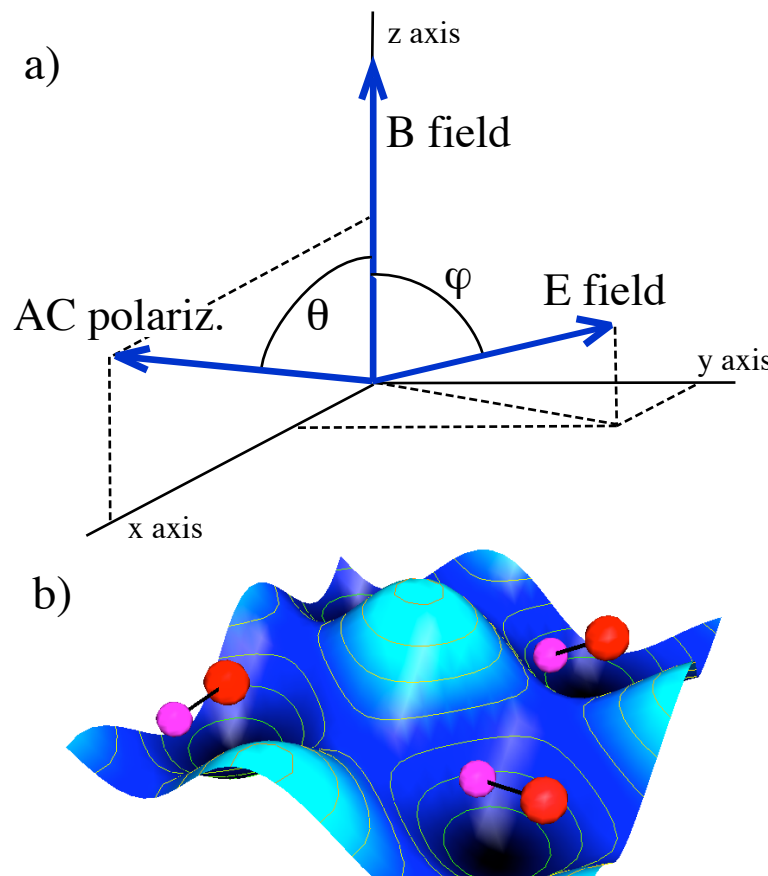 z axis
a)
B field
φ
E field
AC polariz.
θ
y axis
x axis
b)